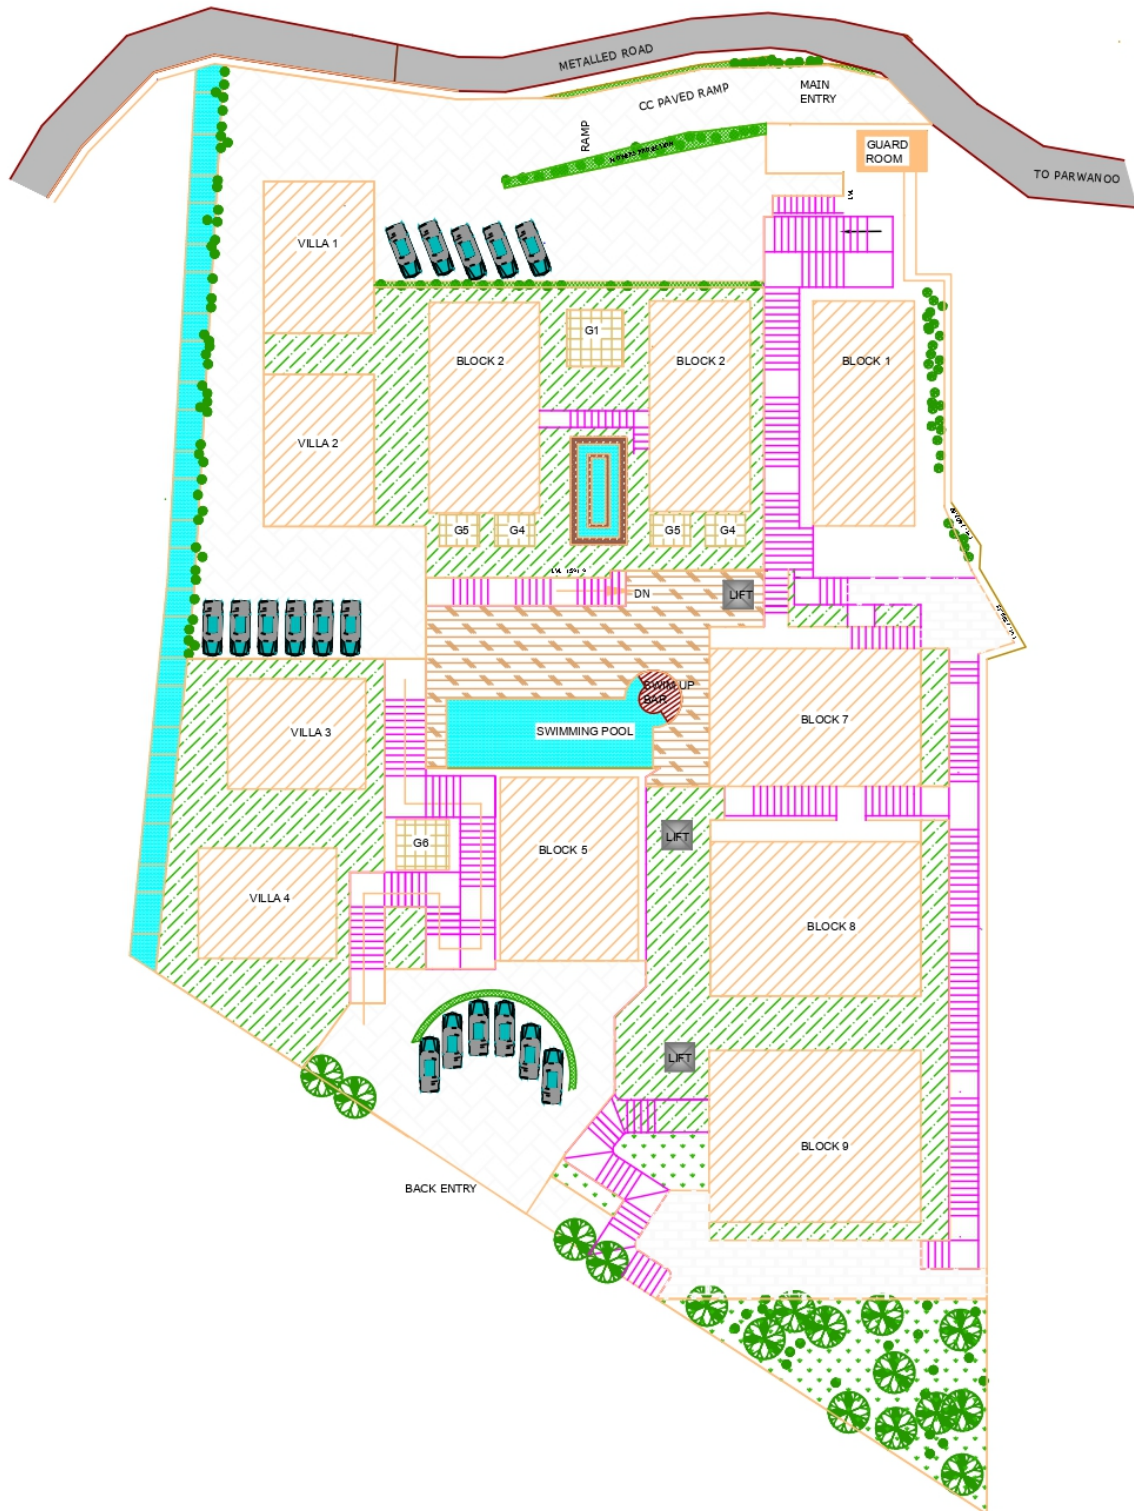 METALLED ROAD
MAIN
ENTRY
CC PAVED RAMP
RAMP
GUARD
ROOM
TO PARWANOO
LVL
VILLA 1
G1
BLOCK 2
BLOCK 2
BLOCK 1
VILLA 2
G5
G4
G5
G4
DN
LIFT
SWIM UP
BAR
SWIMMING POOL
BLOCK 7
VILLA 3
LIFT
G6
BLOCK 5
VILLA 4
BLOCK 8
LIFT
BLOCK 9
BACK ENTRY